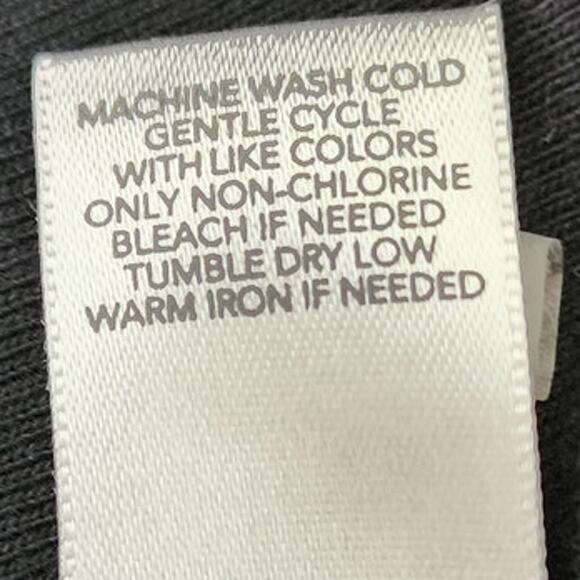 MACHINE WASH COLD
GENTLE CYCLE
WITH LIKE COLORS
ONLY NON-CHLORINE
BLEACH IF NEEDED
TUMBLE DRY LOW
WARM IRON IF NEEDED